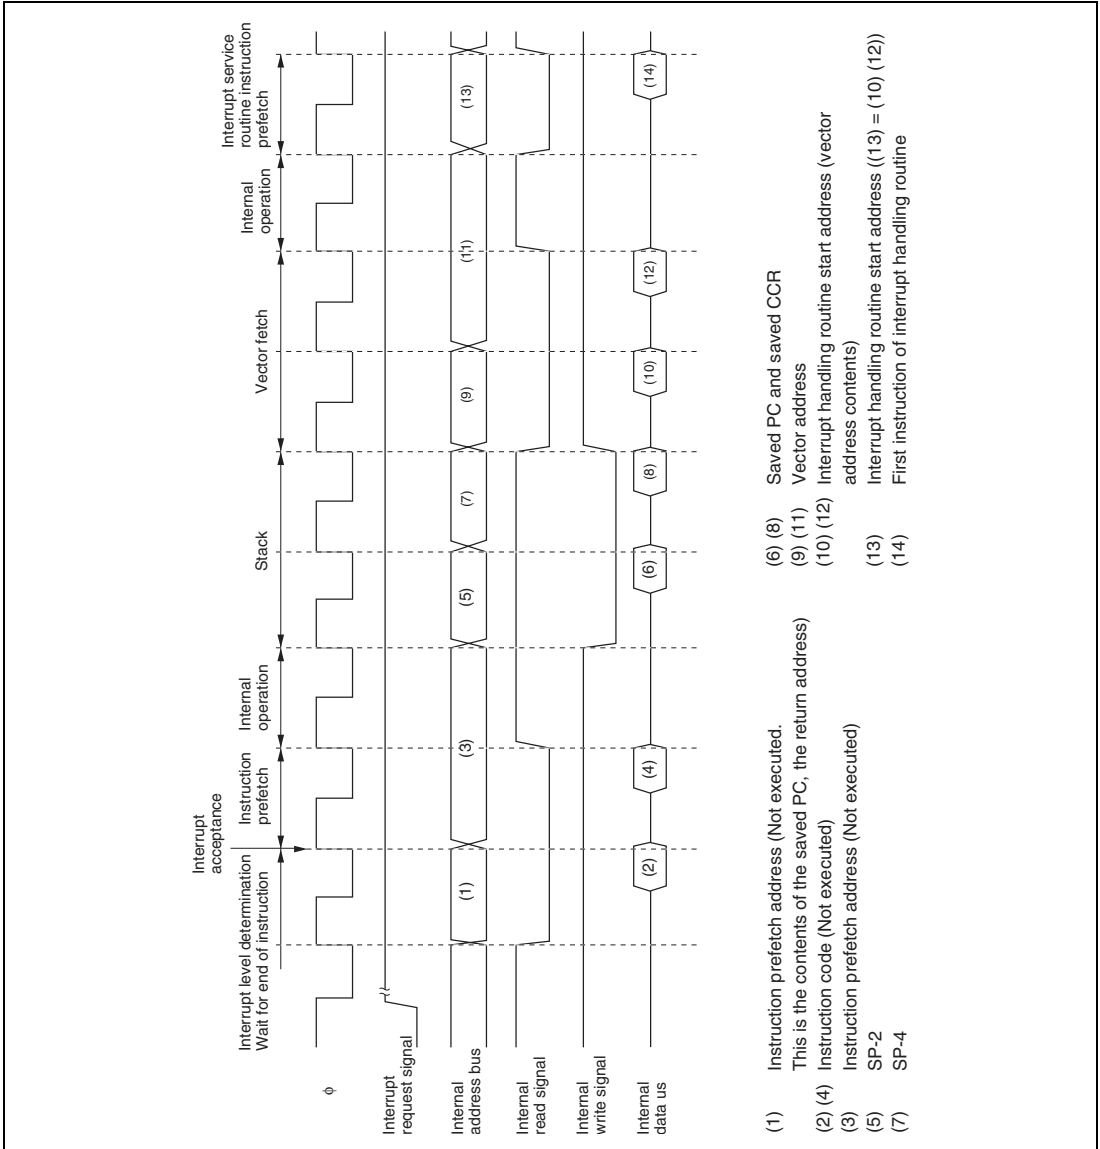 Interrupt
acceptance
Interrupt level determination
Wait for end of instruction
Instruction
prefetch
Internal
operation
Stack
Vector fetch
Internal
operation
Interrupt service
routine instruction
prefetch
φ
Interrupt
request signal
Internal
address bus
(1)
(3)
(5)
(7)
(9)
(11)
(13)
Internal
read signal
Internal
write signal
Internal
data us
(2)
(4)
(6)
(8)
(10)
(12)
(14)
(1) Instruction prefetch address (Not executed.
This is the contents of the saved PC, the return address)
(2) (4) Instruction code (Not executed)
(3) Instruction prefetch address (Not executed)
(5) SP-2
(7) SP-4
(6) (8) Saved PC and saved CCR
(9) (11) Vector address
(10) (12) Interrupt handling routine start address (vector
address contents)
(13) Interrupt handling routine start address ((13) = (10) (12))
(14) First instruction of interrupt handling routine